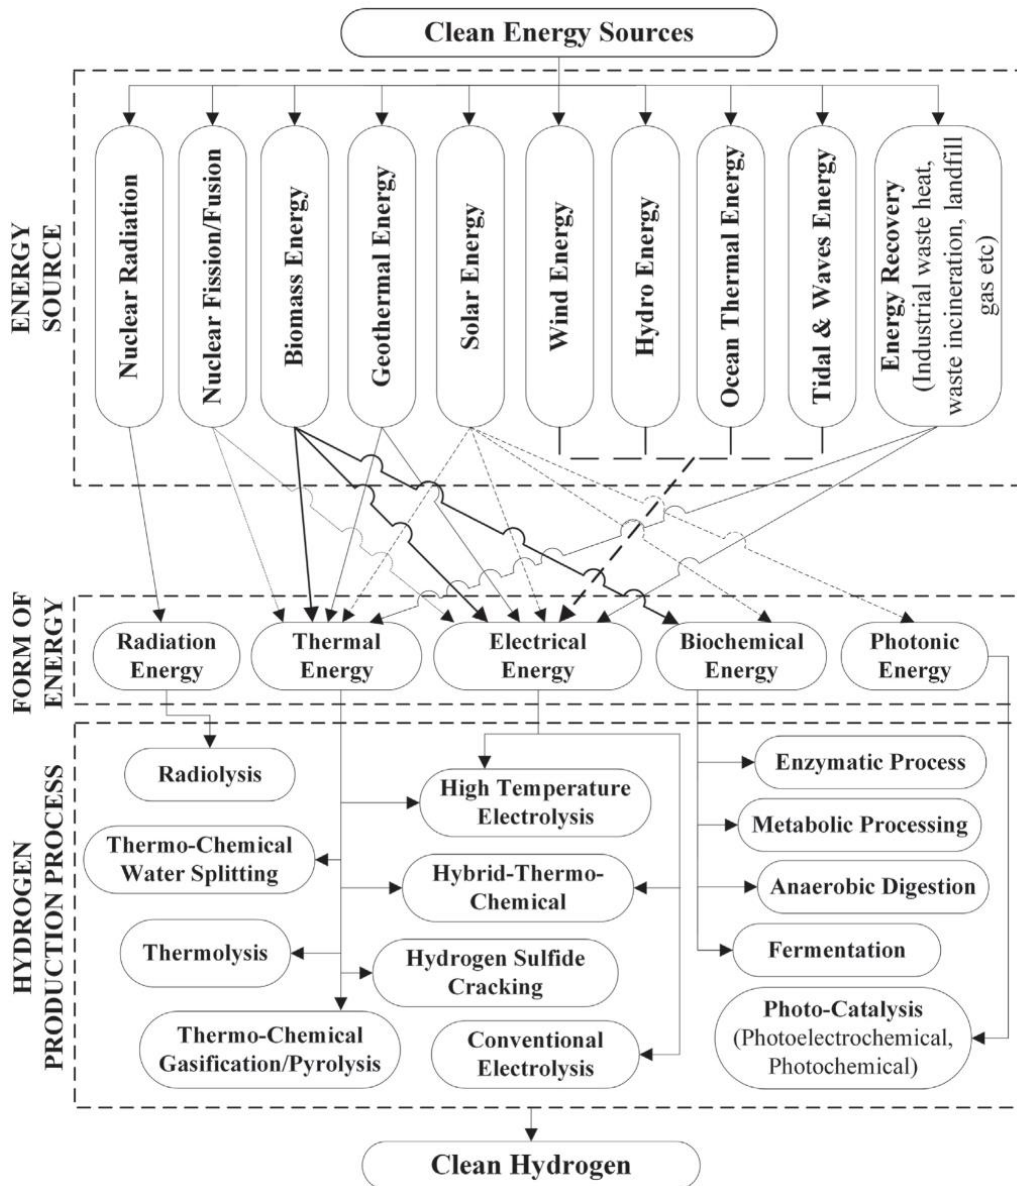 Clean Energy Sources
ENERGY
SOURCE
Nuclear Radiation
Nuclear Fission/Fusion
Biomass Energy
Geothermal Energy
Solar Energy
Wind Energy
Hydro Energy
Ocean Thermal Energy
Tidal & Waves Energy
Energy Recovery
(Industrial waste heat,
waste incineration, landfill
gas etc)
FORM OF
ENERGY
Radiation
Energy
Thermal
Energy
Electrical
Energy
Biochemical
Energy
Photonic
Energy
HYDROGEN
PRODUCTION PROCESS
Radiolysis
Thermo-Chemical
Water Splitting
Thermolysis
Thermo-Chemical
Gasification/Pyrolysis
High Temperature
Electrolysis
Hybrid-Thermo-
Chemical
Hydrogen Sulfide
Cracking
Conventional
Electrolysis
Enzymatic Process
Metabolic Processing
Anaerobic Digestion
Fermentation
Photo-Catalysis
(Photoelectrochemical,
Photochemical)
Clean Hydrogen